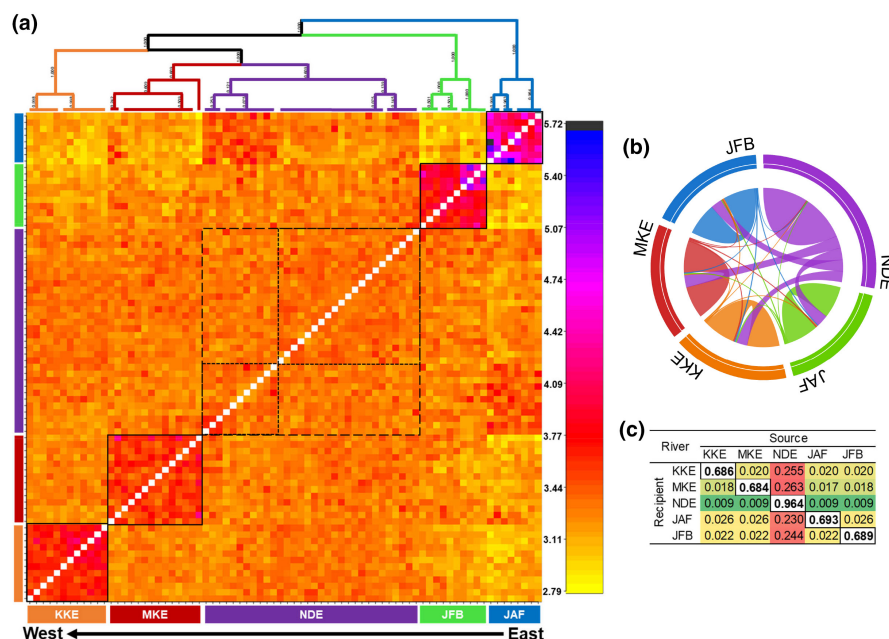 (a)
5.72
5.40
5.07
4.74
4.42
4.09
3.77
3.44
3.11
2.79
KKE MKE NDE JFB JAF
West East
(b)
JFB
NDE
MKE
KKE
JAF
(c)
River Source
KKE MKE NDE JAF JFB
Recipient
KKE 0.686 0.020 0.255 0.020 0.020
MKE 0.018 0.684 0.263 0.017 0.018
NDE 0.009 0.009 0.964 0.009 0.009
JAF 0.026 0.026 0.230 0.693 0.026
JFB 0.022 0.022 0.244 0.022 0.689